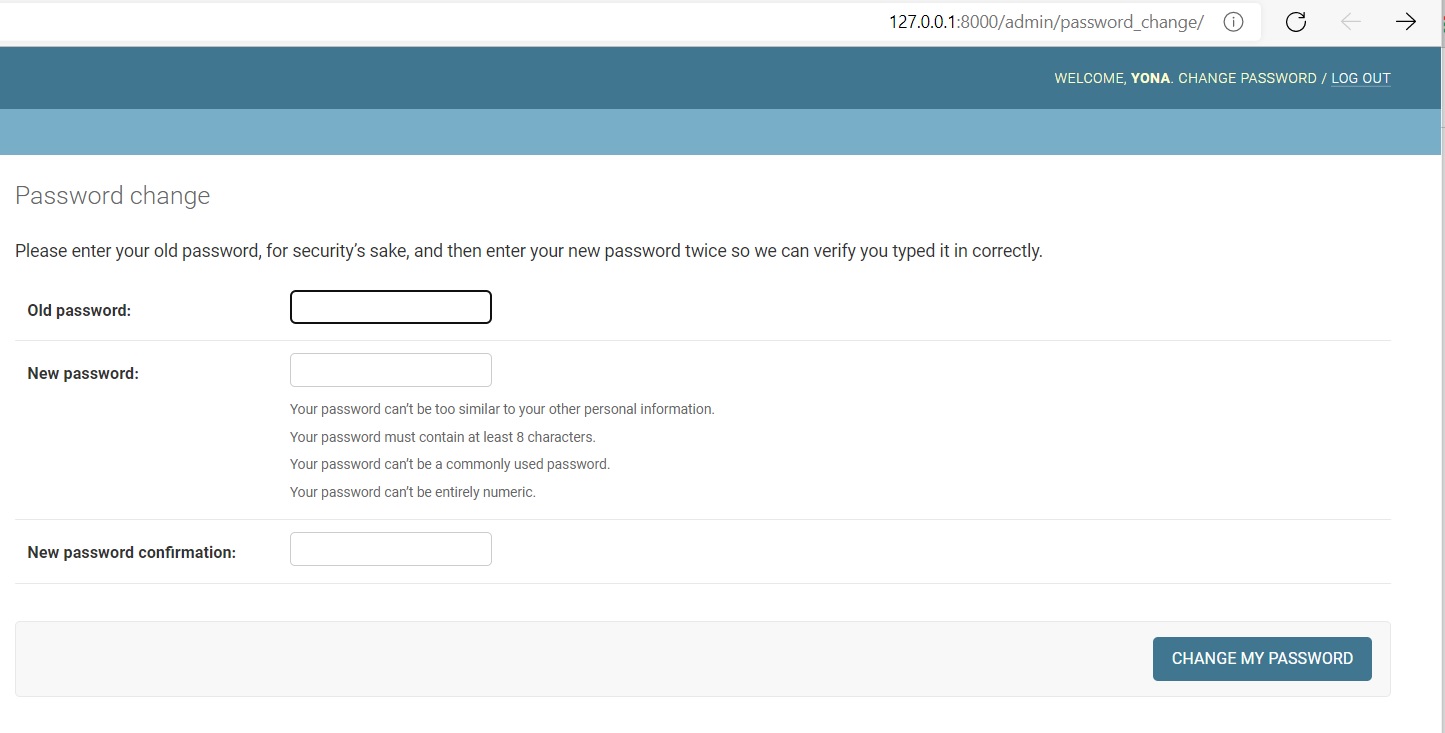 127.0.0.1:8000/admin/password_change/
WELCOME, YONA. CHANGE PASSWORD / LOG OUT
Password change
Please enter your old password, for security’s sake, and then enter your new password twice so we can verify you typed it in correctly.
Old password:
New password:
Your password can’t be too similar to your other personal information.
Your password must contain at least 8 characters.
Your password can’t be a commonly used password.
Your password can’t be entirely numeric.
New password confirmation:
CHANGE MY PASSWORD